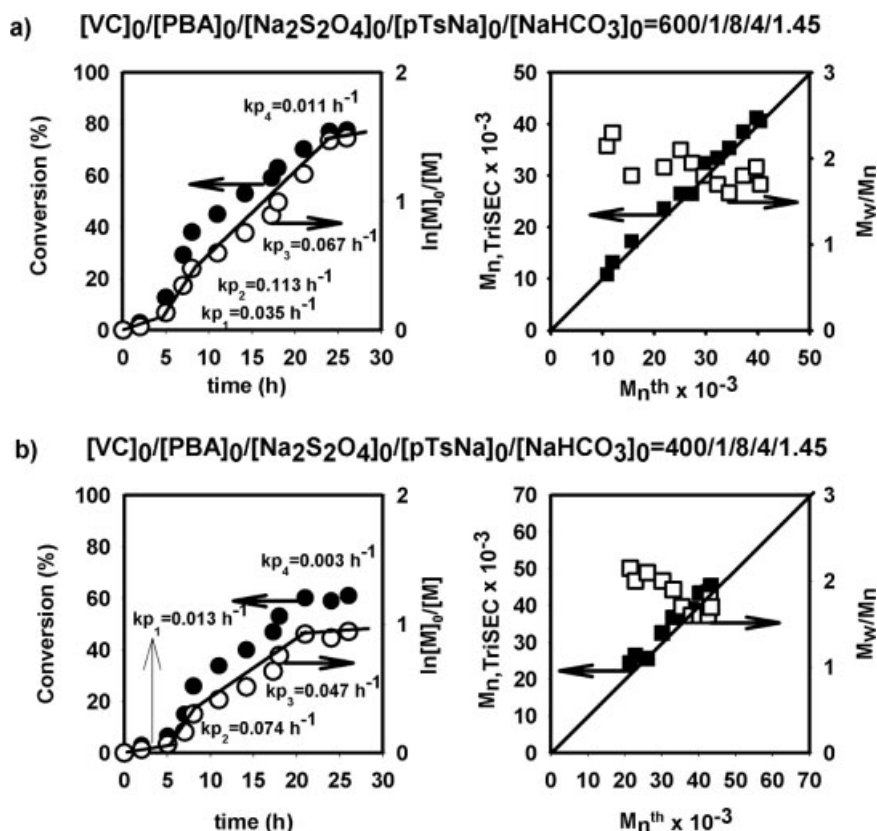 a) [VC]0/[PBA]0/[Na2S2O4]0/[pTsNa]0/[NaHCO3]0=600/1/8/4/1.45
100
80
60
40
20
0
Conversion (%)
0 5 10 15 20 25 30
time (h)
2
1
0
ln[M]0/[M]
kp4=0.011 h-1
kp3=0.067 h-1
kp2=0.113 h-1
kp1=0.035 h-1
50
40
30
20
10
0
Mn,TriSEC x 10-3
0 10 20 30 40 50
Mnth x 10-3
3
2
1
0
Mw/Mn
b) [VC]0/[PBA]0/[Na2S2O4]0/[pTsNa]0/[NaHCO3]0=400/1/8/4/1.45
100
80
60
40
20
0
Conversion (%)
0 5 10 15 20 25 30
time (h)
2
1
0
ln[M]0/[M]
kp4=0.003 h-1
kp1=0.013 h-1
kp3=0.047 h-1
kp2=0.074 h-1
70
60
50
40
30
20
10
0
Mn,TriSEC x 10-3
0 10 20 30 40 50 60 70
Mnth x 10-3
3
2
1
0
Mw/Mn